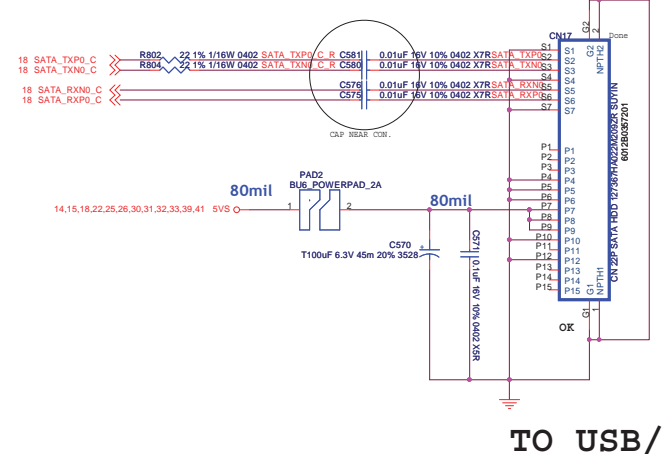 G2
2
Done
CN17
18 SATA_TXP0_C R802 22 1% 1/16W 0402 SATA_TXP0_C_R C581 0.01uF 16V 10% 0402 X7R SATA_TXP0 S1 S1
18 SATA_TXN0_C R804 22 1% 1/16W 0402 SATA_TXN0_C_R C580 0.01uF 16V 10% 0402 X7R SATA_TXN0 S2 S2
S3 S3
S4 S4
18 SATA_RXN0_C C576 0.01uF 16V 10% 0402 X7R SATA_RXN0 S5 S5
18 SATA_RXP0_C C575 0.01uF 16V 10% 0402 X7R SATA_RXP0 S6 S6
S7 S7
G2
NPTH2
CAP NEAR CON.
CN 22P SATA HDD 127367HA022M209ZR SUYIN
6012B0357201
P1 P1
P2 P2
P3 P3
P4 P4
P5 P5
P6 P6
P7 P7
P8 P8
P9 P9
P10 P10
P11 P11
P12 P12
P13 P13
P14 P14
P15 P15
G1
NPTH1
G1
1
PAD2
BU6_POWERPAD_2A
80mil
80mil
14,15,18,22,25,26,30,31,32,33,39,41 5VS
1
2
C570
+
T100uF 6.3V 45m 20% 3528
C571
0.1uF 16V 10% 0402 X5R
OK
TO USB/